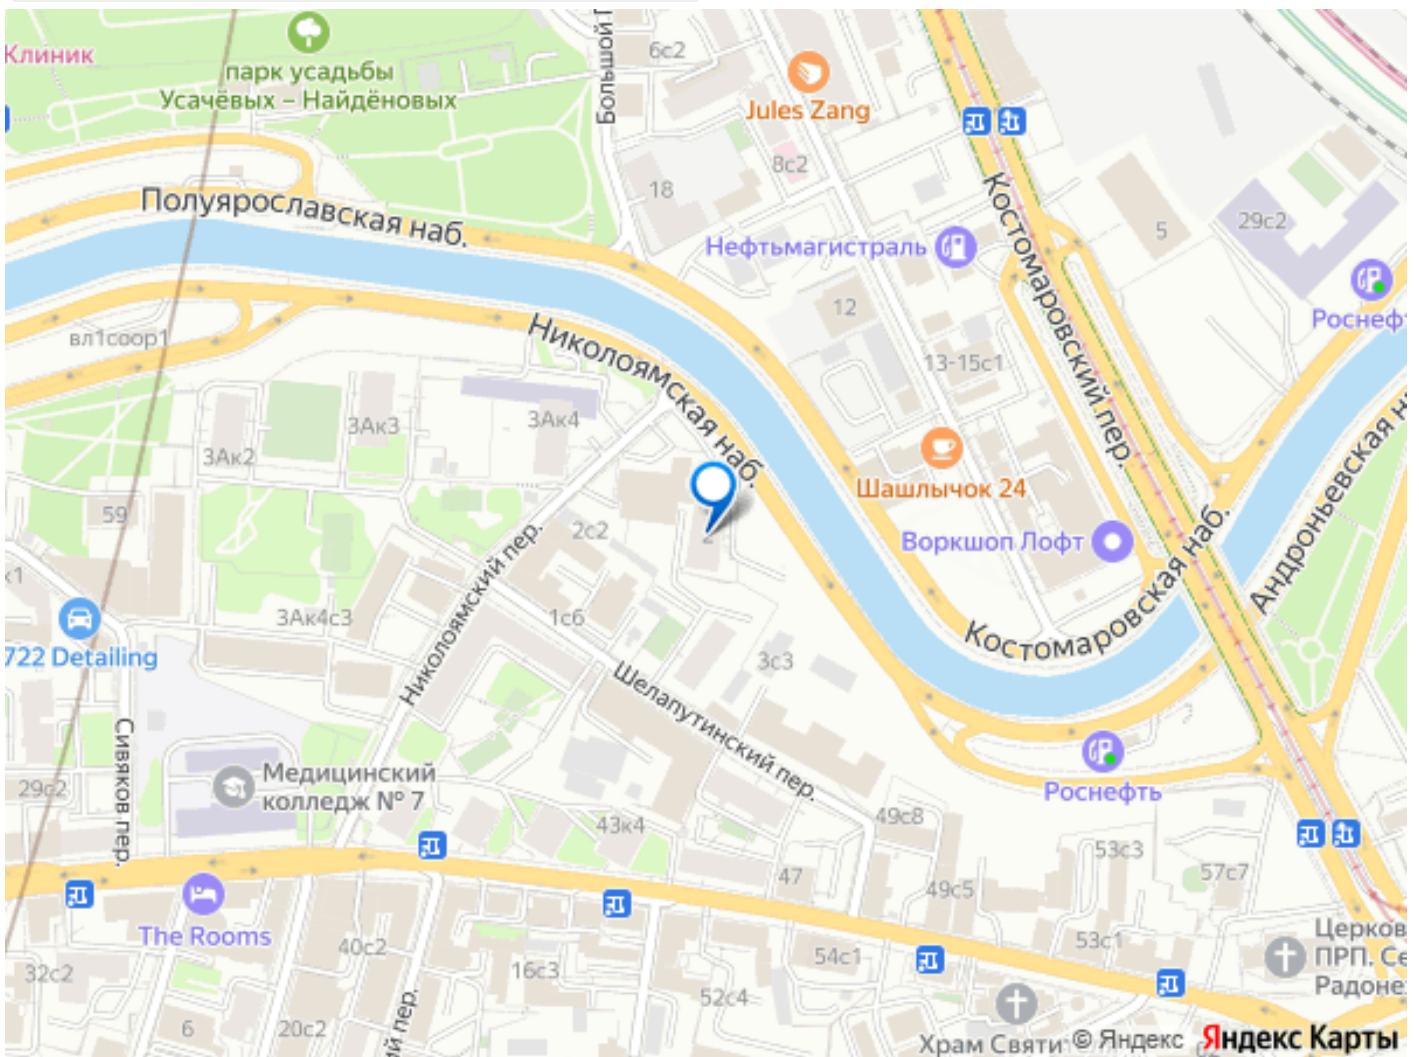 Клиник
парк усадьбы
Усачёвых – Найдёновых
Большой
6с2
Jules Zang
8с2
18
Полуярославская наб.
Нефтьмагистраль
Костомаровский пер.
5
29с2
Роснефт
12
13-15с1
вл1соор1
Николоямская наб.
3Ак4
3Ак3
3Ак2
59
Шашлычок 24
Воркшоп Лофт
2с2
2
Николоямский пер.
Костомаровская наб.
Андроньевская
к1
3Ак4с3
1с6
722 Detailing
3с3
Шелапутинский пер.
Сивяков пер.
Медицинский
колледж № 7
29с2
Роснефть
43к4
49с8
47
49с5
53с3
57с7
The Rooms
40с2
54с1
53с1
Церков
ПРП. Се
Радоне
32с2
16с3
52с4
6
20с2
ий пер.
Храм Святи
© Яндекс
Яндекс Карты